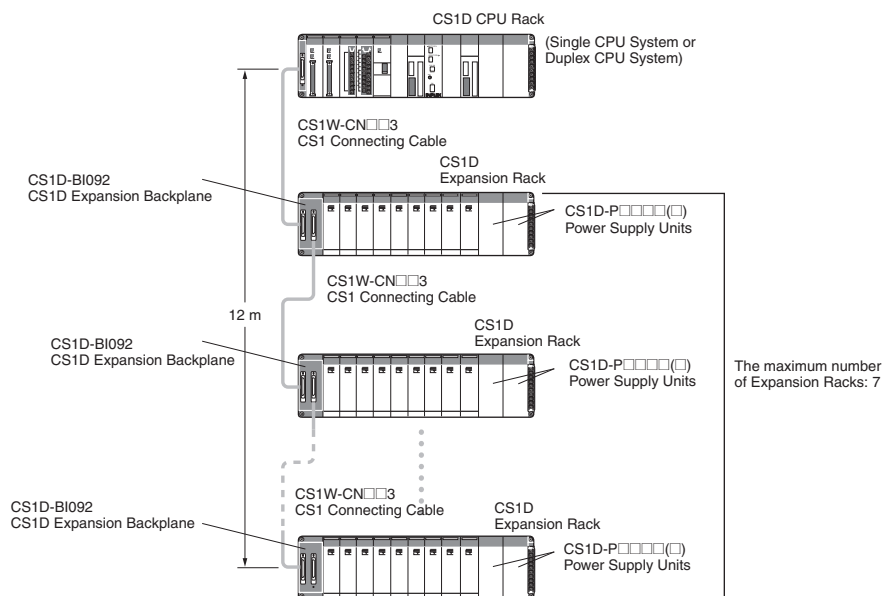 CS1D CPU Rack
(Single CPU System or
Duplex CPU System)
CS1W-CN□□3
CS1 Connecting Cable
CS1D
Expansion Rack
CS1D-BI092
CS1D Expansion Backplane
CS1D-P□□□□(□)
Power Supply Units
CS1W-CN□□3
CS1 Connecting Cable
12 m
CS1D
Expansion Rack
CS1D-BI092
CS1D Expansion Backplane
CS1D-P□□□□(□)
Power Supply Units
The maximum number
of Expansion Racks: 7
CS1W-CN□□3
CS1 Connecting Cable
CS1D
Expansion Rack
CS1D-BI092
CS1D Expansion Backplane
CS1D-P□□□□(□)
Power Supply Units